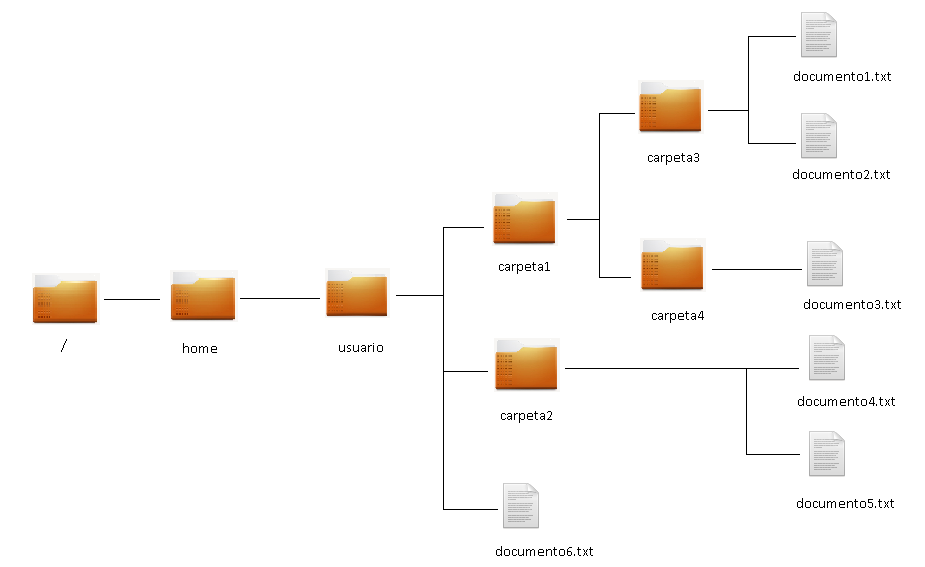 documento1.txt
carpeta3
documento2.txt
carpeta1
carpeta4
documento3.txt
/
home
usuario
carpeta2
documento4.txt
documento5.txt
documento6.txt